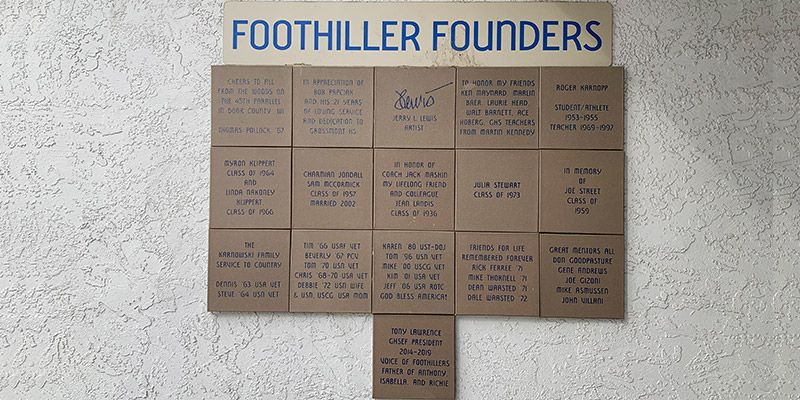 FOOTHILLER FOUNDERS
CHEERS TO ALL
FROM THE WOODS ON
THE 45TH PARALLEL
IN DOOR COUNTY, WI
THOMAS POLLOCK '57
IN APPRECIATION OF
BOB PAPCIAK
AND HIS 21 YEARS
OF LOVING SERVICE
AND DEDICATION TO
GROSSMONT HS
Lewis
JERRY L. LEWIS
ARTIST
TO HONOR MY FRIENDS
KEN MAYNARD, MARLIN
BAER, LAURIE HEAD,
WALT BARNETT, ACE
HOBERG, GHS TEACHERS
FROM MARTIN KENNEDY
ROGER KARNOPP
STUDENT/ATHLETE
1953-1955
TEACHER 1969-1997
MYRON KLIPPERT
CLASS OF 1964
AND
LINDA NAKONEY
KLIPPERT
CLASS OF 1966
CHARMIAN JONDALL
SAM MCCORMICK
CLASS OF 1957
MARRIED 2002
IN HONOR OF
COACH JACK MASHIN
MY LIFELONG FRIEND
AND COLLEAGUE
JEAN LANDIS
CLASS OF 1936
JULIA STEWART
CLASS OF 1973
IN MEMORY
OF
JOE STREET
CLASS OF
1959
THE
KARNOWSKI FAMILY
SERVICE TO COUNTRY
DENNIS '63 USA VET
STEVE '64 USN VET
TIM '66 USAF VET
BEVERLY '67 PCV
TOM '70 USN VET
CHRIS '68-70 USA VET
DEBBIE '72 USN WIFE
& USN, USCG USA MOM
KAREN '80 UST-DOJ
TOM '96 USN VET
MIKE '00 USCG VET
KIM '01 USA VET
JEFF '06 USA ROTC
GOD BLESS AMERICA!
FRIENDS FOR LIFE
REMEMBERED FOREVER
RICK FERREE '71
MIKE THORNELL '71
DEAN WARSTED '71
DALE WARSTED '72
GREAT MENTORS ALL
DON GOODPASTURE
GENE ANDREWS
JOE GIZONI
MIKE ASMUSSEN
JOHN VILLANI
TONY LAWRENCE
GHSEF PRESIDENT
2014-2019
VOICE OF FOOTHILLERS
FATHER OF ANTHONY,
ISABELLA, AND RICHIE